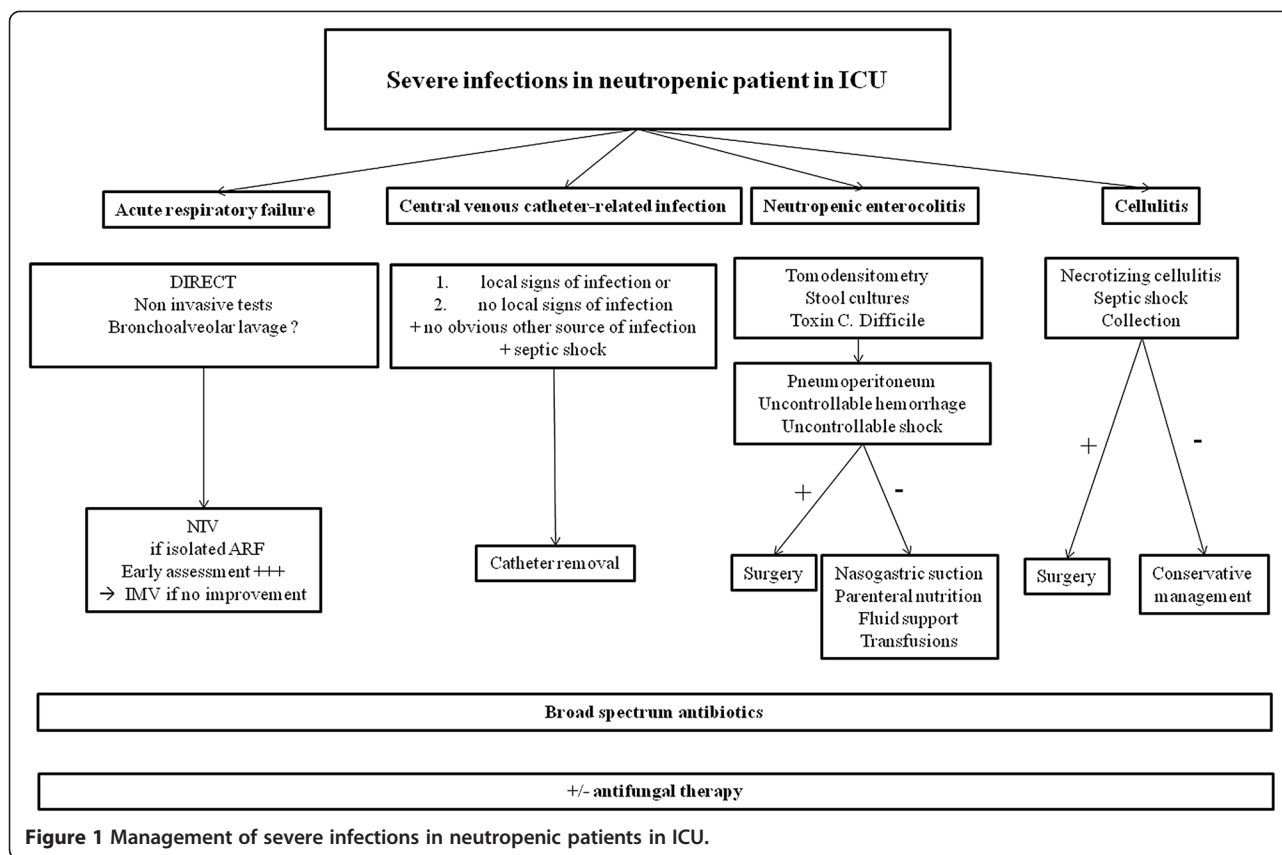 Severe infections in neutropenic patient in ICU
Acute respiratory failure
Central venous catheter-related infection
Neutropenic enterocolitis
Cellulitis
DIRECT
Non invasive tests
Bronchoalveolar lavage ?
1. local signs of infection or
2. no local signs of infection
+ no obvious other source of infection
+ septic shock
Tomodensitometry
Stool cultures
Toxin C. Difficile
Necrotizing cellulitis
Septic shock
Collection
Pneumoperitoneum
Uncontrollable hemorrhage
Uncontrollable shock
+
-
+
-
NIV
if isolated ARF
Early assessment +++
→ IMV if no improvement
Catheter removal
Surgery
Nasogastric suction
Parenteral nutrition
Fluid support
Transfusions
Surgery
Conservative
management
Broad spectrum antibiotics
+/- antifungal therapy
Figure 1 Management of severe infections in neutropenic patients in ICU.